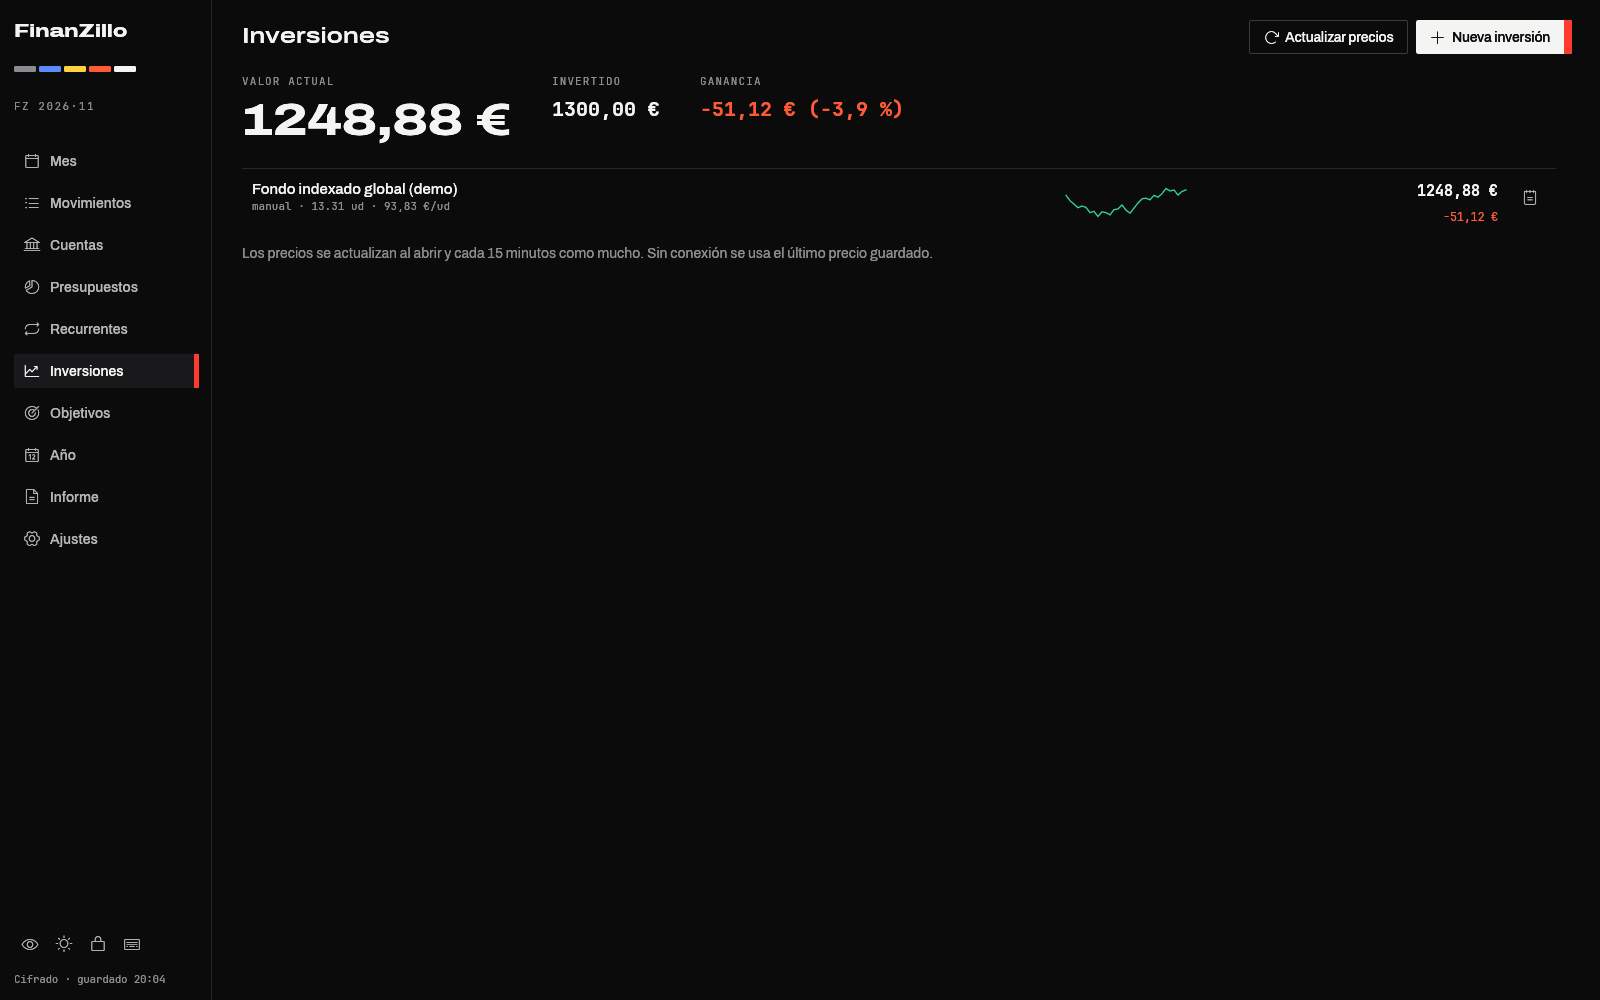 FinanZillo
FZ 2026·11
Mes
Movimientos
Cuentas
Presupuestos
Recurrentes
Inversiones
Objetivos
Año
Informe
Ajustes
Cifrado · guardado 20:04
Inversiones
Actualizar precios
Nueva inversión
VALOR ACTUAL
1248,88 €
INVERTIDO
1300,00 €
GANANCIA
-51,12 € (-3,9 %)
Fondo indexado global (demo)
manual · 13.31 ud · 93,83 €/ud
1248,88 €
-51,12 €
Los precios se actualizan al abrir y cada 15 minutos como mucho. Sin conexión se usa el último precio guardado.